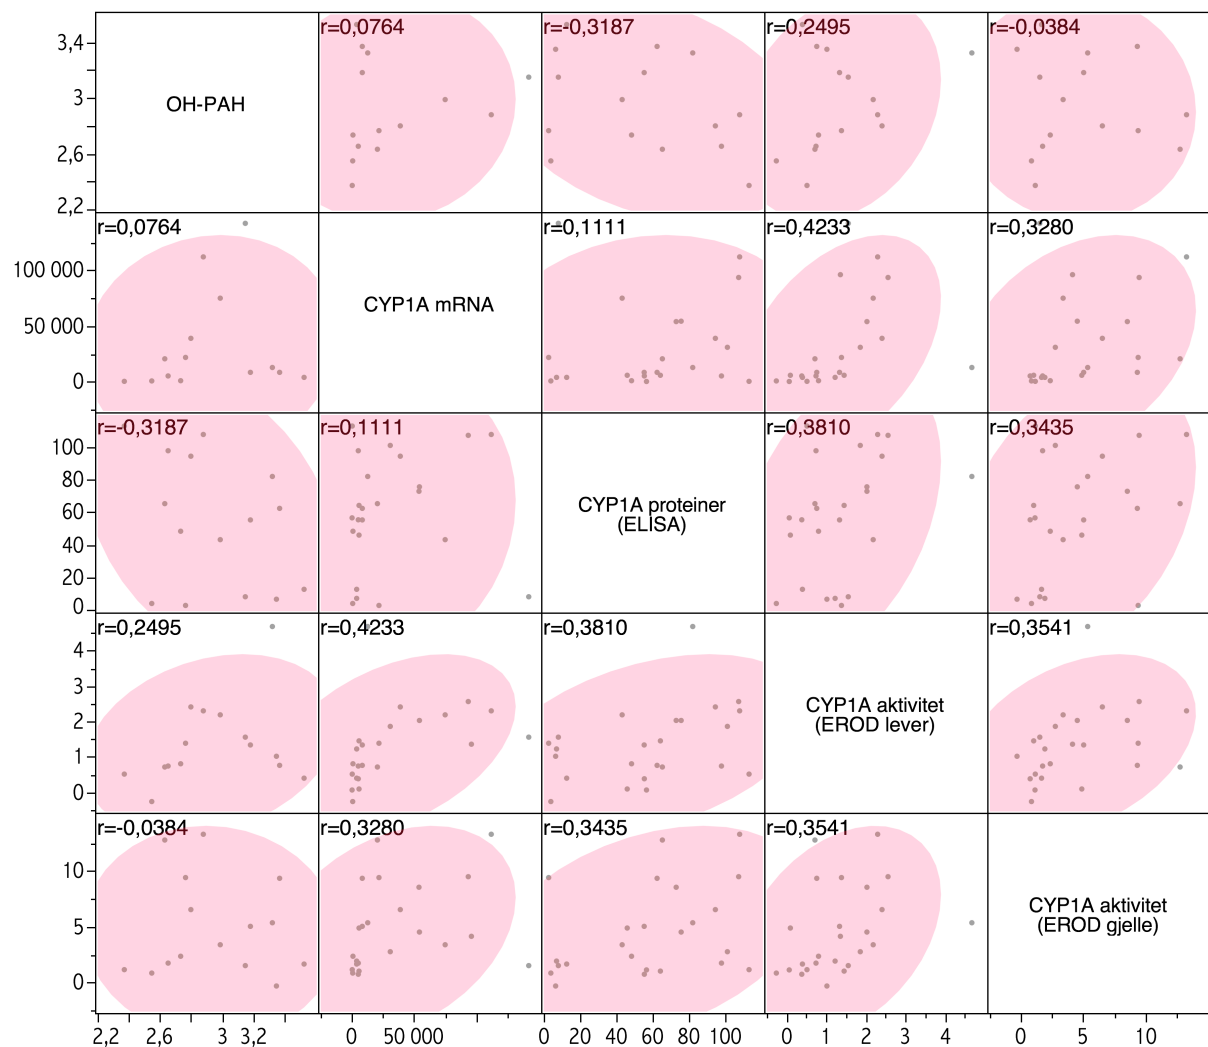 r=0,0764 r=-0,3187 r=0,2495 r=-0,0384
3,4
OH-PAH
3
2,6
2,2
r=0,0764 r=0,1111 r=0,4233 r=0,3280
100 000
CYP1A mRNA
50 000
0
r=-0,3187 r=0,1111 r=0,3810 r=0,3435
100
80
CYP1A proteiner
(ELISA)
60
40
20
0
r=0,2495 r=0,4233 r=0,3810 r=0,3541
4
3
CYP1A aktivitet
(EROD lever)
2
1
0
r=-0,0384 r=0,3280 r=0,3435 r=0,3541
10
CYP1A aktivitet
(EROD gjelle)
5
0
2,2 2,6 3 3,2 0 50 000 0 20 40 60 80 100 0 1 2 3 4 0 5 10